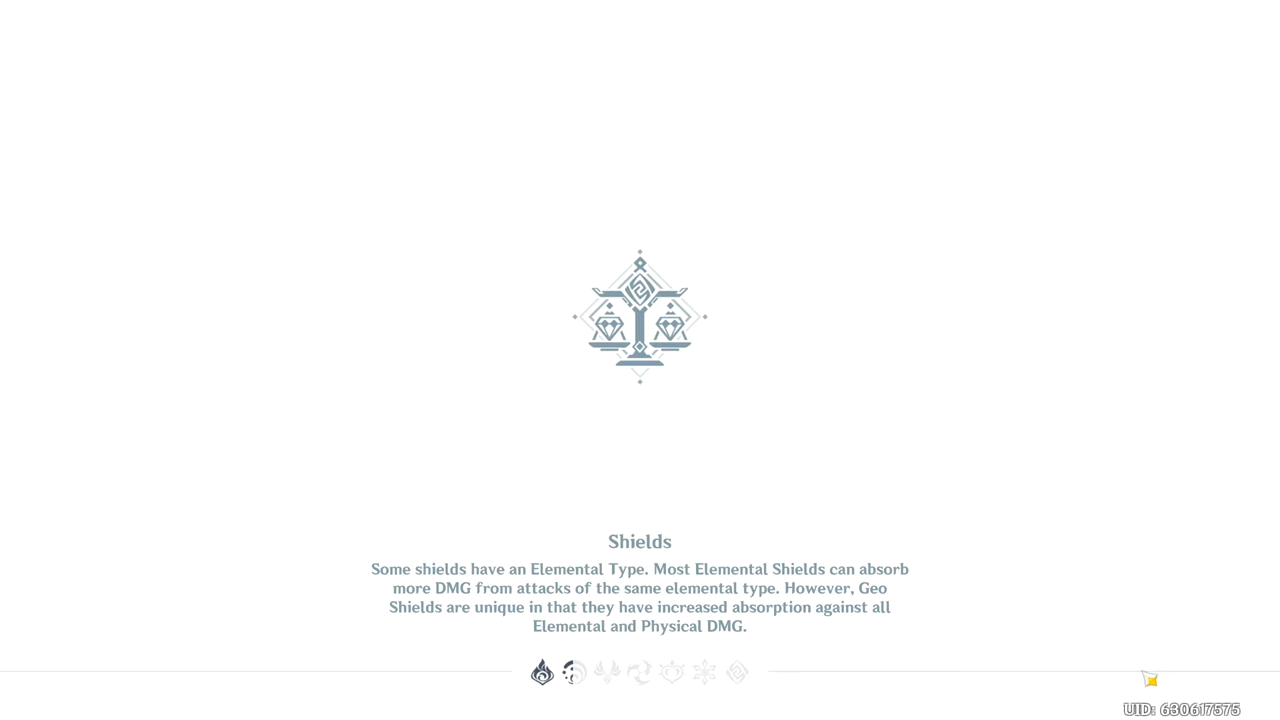 Shields
Some shields have an Elemental Type. Most Elemental Shields can absorb
more DMG from attacks of the same elemental type. However, Geo
Shields are unique in that they have increased absorption against all
Elemental and Physical DMG.
UID: 630617575